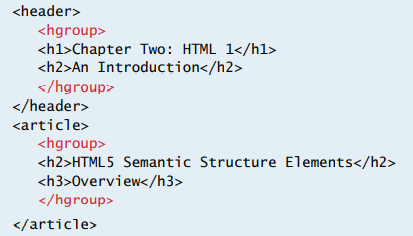 <header>
<hgroup>
<h1>Chapter Two: HTML 1</h1>
<h2>An Introduction</h2>
</hgroup>
</header>
<article>
<hgroup>
<h2>HTML5 Semantic Structure Elements</h2>
<h3>Overview</h3>
</hgroup>
</article>